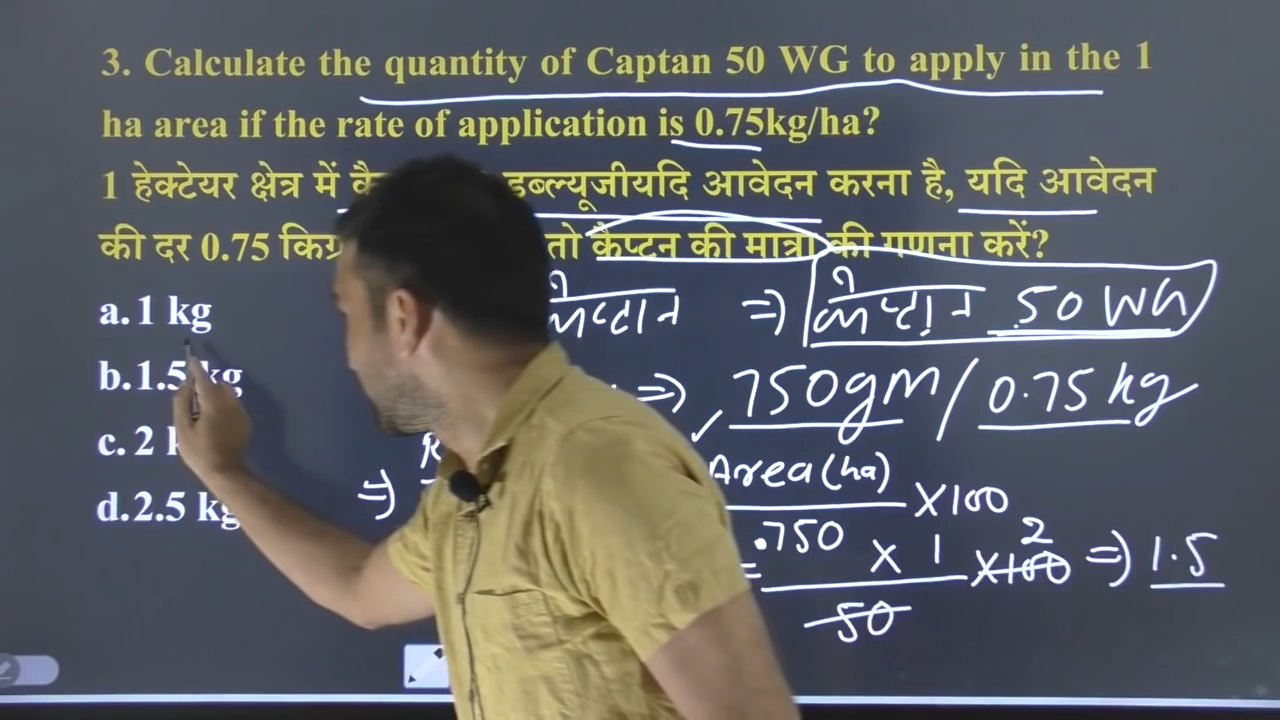 3. Calculate the quantity of Captan 50 WG to apply in the 1
ha area if the rate of application is 0.75kg/ha?
1 हेक्टेयर क्षेत्र में डब्ल्यूजीयदि आवेदन करना है, यदि आवेदन
की दर 0.75 तो कैप्टन की मात्रा की गणना करें?
a. 1 kg
b. 1.5 kg
c. 2
d. 2.5 kg
⇒ केप्टान 50 WG
⇒ 750gm / 0.75 kg
⇒ Area (ha) X100
= .750 X 1 X100 2 ⇒ 1.5
50